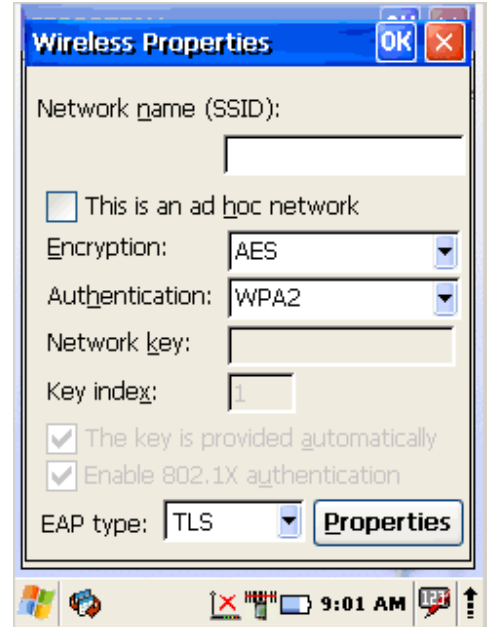 Wireless Properties OK
Network name (SSID):
This is an ad hoc network
Encryption: AES
Authentication: WPA2
Network key:
Key index: 1
The key is provided automatically
Enable 802.1X authentication
EAP type: TLS Properties
9:01 AM 123